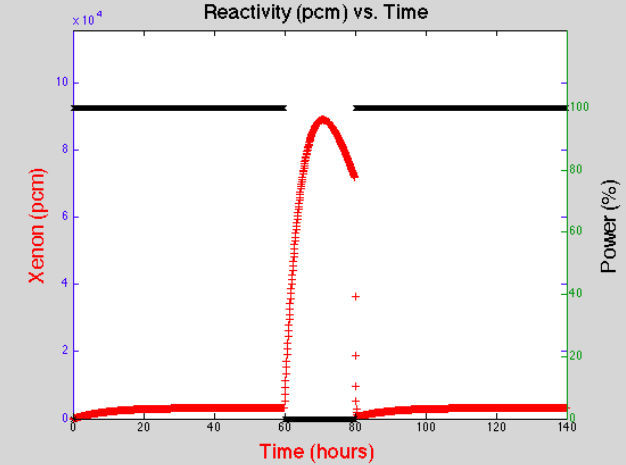 Reactivity (pcm) vs. Time
x 10^4
10
8
6
4
2
0
Xenon (pcm)
100
80
60
40
20
0
Power (%)
0 20 40 60 80 100 120 140
Time (hours)